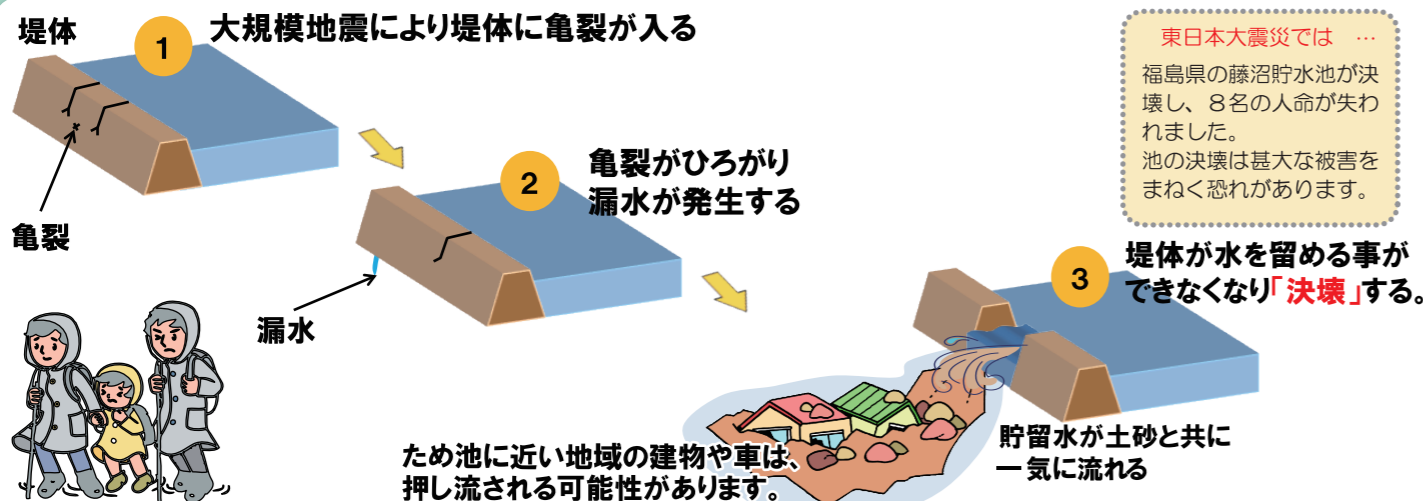 堤体
1
大規模地震により堤体に亀裂が入る
亀裂
2
亀裂がひろがり
漏水が発生する
漏水
東日本大震災では …
福島県の藤沼貯水池が決
壊し、８名の人命が失わ
れました。
池の決壊は甚大な被害を
まねく恐れがあります。
3
堤体が水を留める事が
できなくなり「決壊」する。
貯留水が土砂と共に
一気に流れる
ため池に近い地域の建物や車は、
押し流される可能性があります。